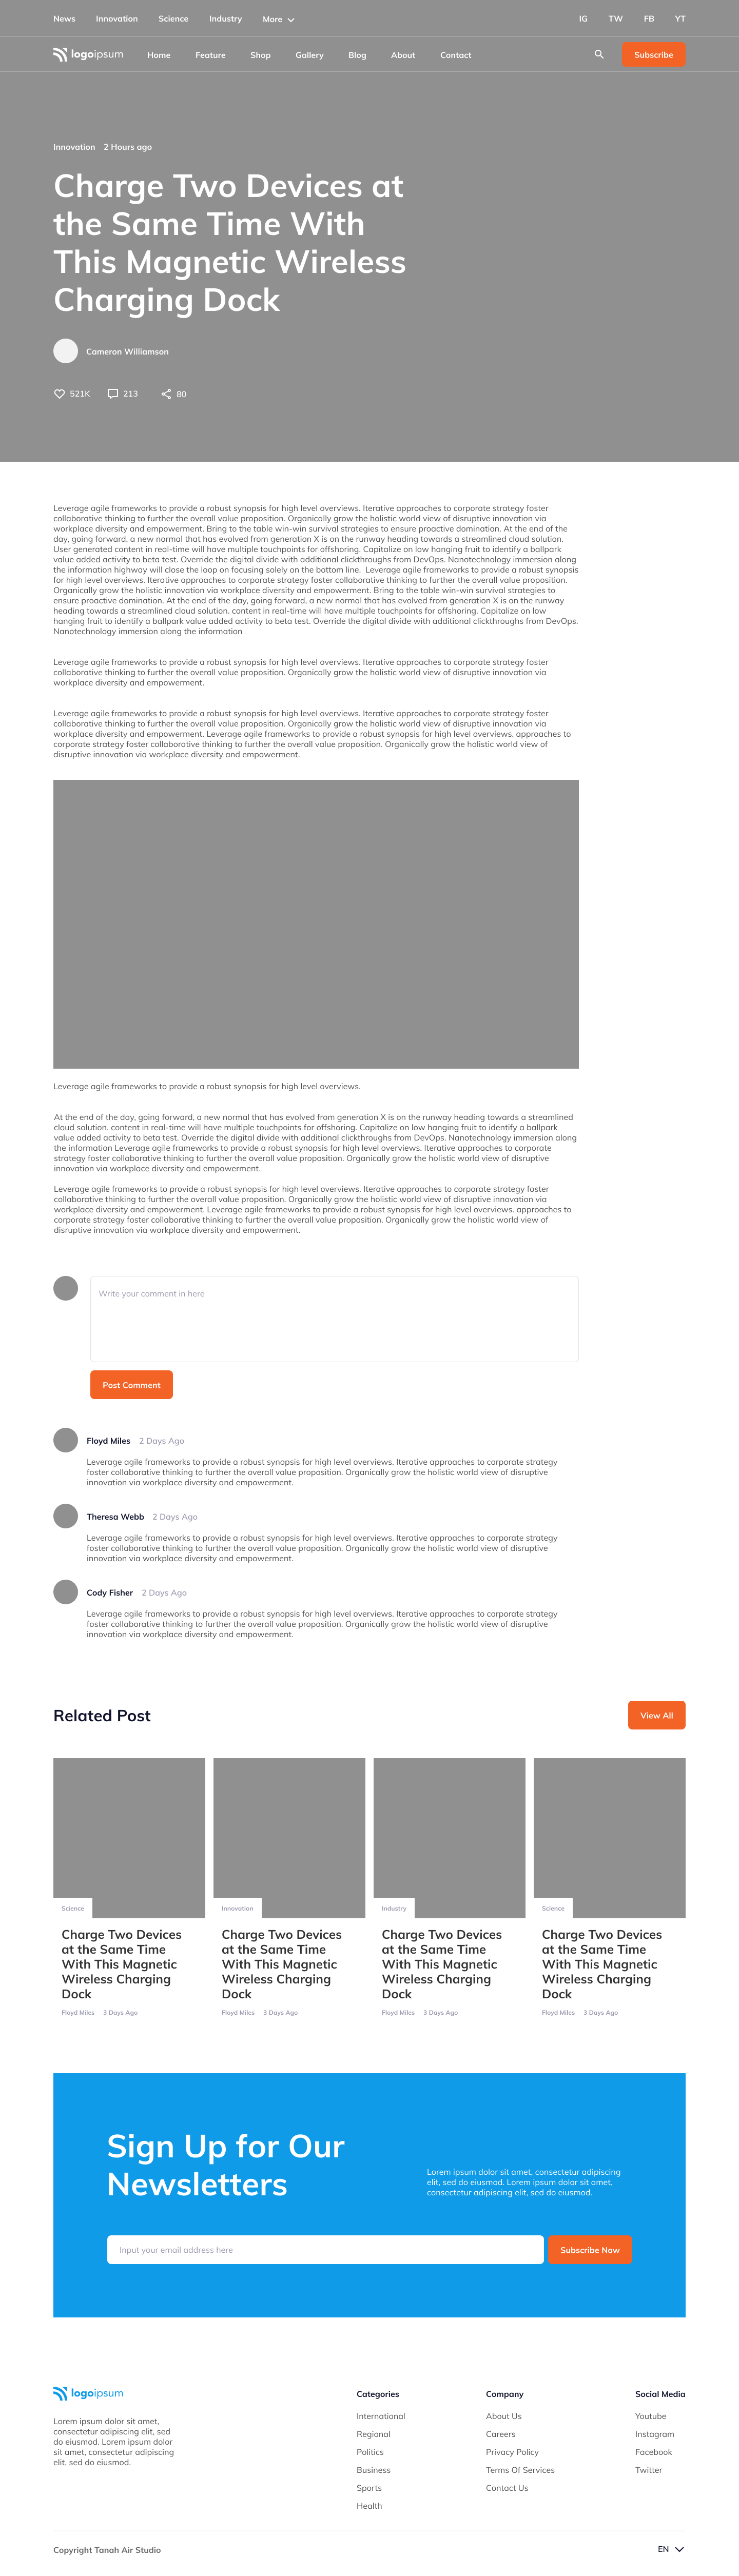 News Innovation Science Industry More IG TW FB YT
logoipsum Home Feature Shop Gallery Blog About Contact Subscribe
Innovation 2 Hours ago
Charge Two Devices at
the Same Time With
This Magnetic Wireless
Charging Dock
Cameron Williamson
521K 213 80
Leverage agile frameworks to provide a robust synopsis for high level overviews. Iterative approaches to corporate strategy foster
collaborative thinking to further the overall value proposition. Organically grow the holistic world view of disruptive innovation via
workplace diversity and empowerment. Bring to the table win-win survival strategies to ensure proactive domination. At the end of the
day, going forward, a new normal that has evolved from generation X is on the runway heading towards a streamlined cloud solution.
User generated content in real-time will have multiple touchpoints for offshoring. Capitalize on low hanging fruit to identify a ballpark
value added activity to beta test. Override the digital divide with additional clickthroughs from DevOps. Nanotechnology immersion along
the information highway will close the loop on focusing solely on the bottom line. Leverage agile frameworks to provide a robust synopsis
for high level overviews. Iterative approaches to corporate strategy foster collaborative thinking to further the overall value proposition.
Organically grow the holistic innovation via workplace diversity and empowerment. Bring to the table win-win survival strategies to
ensure proactive domination. At the end of the day, going forward, a new normal that has evolved from generation X is on the runway
heading towards a streamlined cloud solution. content in real-time will have multiple touchpoints for offshoring. Capitalize on low
hanging fruit to identify a ballpark value added activity to beta test. Override the digital divide with additional clickthroughs from DevOps.
Nanotechnology immersion along the information
Leverage agile frameworks to provide a robust synopsis for high level overviews. Iterative approaches to corporate strategy foster
collaborative thinking to further the overall value proposition. Organically grow the holistic world view of disruptive innovation via
workplace diversity and empowerment.
Leverage agile frameworks to provide a robust synopsis for high level overviews. Iterative approaches to corporate strategy foster
collaborative thinking to further the overall value proposition. Organically grow the holistic world view of disruptive innovation via
workplace diversity and empowerment. Leverage agile frameworks to provide a robust synopsis for high level overviews. approaches to
corporate strategy foster collaborative thinking to further the overall value proposition. Organically grow the holistic world view of
disruptive innovation via workplace diversity and empowerment.
Leverage agile frameworks to provide a robust synopsis for high level overviews.
At the end of the day, going forward, a new normal that has evolved from generation X is on the runway heading towards a streamlined
cloud solution. content in real-time will have multiple touchpoints for offshoring. Capitalize on low hanging fruit to identify a ballpark
value added activity to beta test. Override the digital divide with additional clickthroughs from DevOps. Nanotechnology immersion along
the information Leverage agile frameworks to provide a robust synopsis for high level overviews. Iterative approaches to corporate
strategy foster collaborative thinking to further the overall value proposition. Organically grow the holistic world view of disruptive
innovation via workplace diversity and empowerment.
Leverage agile frameworks to provide a robust synopsis for high level overviews. Iterative approaches to corporate strategy foster
collaborative thinking to further the overall value proposition. Organically grow the holistic world view of disruptive innovation via
workplace diversity and empowerment. Leverage agile frameworks to provide a robust synopsis for high level overviews. approaches to
corporate strategy foster collaborative thinking to further the overall value proposition. Organically grow the holistic world view of
disruptive innovation via workplace diversity and empowerment.
Write your comment in here
Post Comment
Floyd Miles 2 Days Ago
Leverage agile frameworks to provide a robust synopsis for high level overviews. Iterative approaches to corporate strategy
foster collaborative thinking to further the overall value proposition. Organically grow the holistic world view of disruptive
innovation via workplace diversity and empowerment.
Theresa Webb 2 Days Ago
Leverage agile frameworks to provide a robust synopsis for high level overviews. Iterative approaches to corporate strategy
foster collaborative thinking to further the overall value proposition. Organically grow the holistic world view of disruptive
innovation via workplace diversity and empowerment.
Cody Fisher 2 Days Ago
Leverage agile frameworks to provide a robust synopsis for high level overviews. Iterative approaches to corporate strategy
foster collaborative thinking to further the overall value proposition. Organically grow the holistic world view of disruptive
innovation via workplace diversity and empowerment.
Related Post View All
Science
Charge Two Devices
at the Same Time
With This Magnetic
Wireless Charging
Dock
Floyd Miles 3 Days Ago
Innovation
Charge Two Devices
at the Same Time
With This Magnetic
Wireless Charging
Dock
Floyd Miles 3 Days Ago
Industry
Charge Two Devices
at the Same Time
With This Magnetic
Wireless Charging
Dock
Floyd Miles 3 Days Ago
Science
Charge Two Devices
at the Same Time
With This Magnetic
Wireless Charging
Dock
Floyd Miles 3 Days Ago
Sign Up for Our
Newsletters
Lorem ipsum dolor sit amet, consectetur adipiscing
elit, sed do eiusmod. Lorem ipsum dolor sit amet,
consectetur adipiscing elit, sed do eiusmod.
Input your email address here Subscribe Now
logoipsum
Lorem ipsum dolor sit amet,
consectetur adipiscing elit, sed
do eiusmod. Lorem ipsum dolor
sit amet, consectetur adipiscing
elit, sed do eiusmod.
Categories
International
Regional
Politics
Business
Sports
Health
Company
About Us
Careers
Privacy Policy
Terms Of Services
Contact Us
Social Media
Youtube
Instagram
Facebook
Twitter
Copyright Tanah Air Studio EN